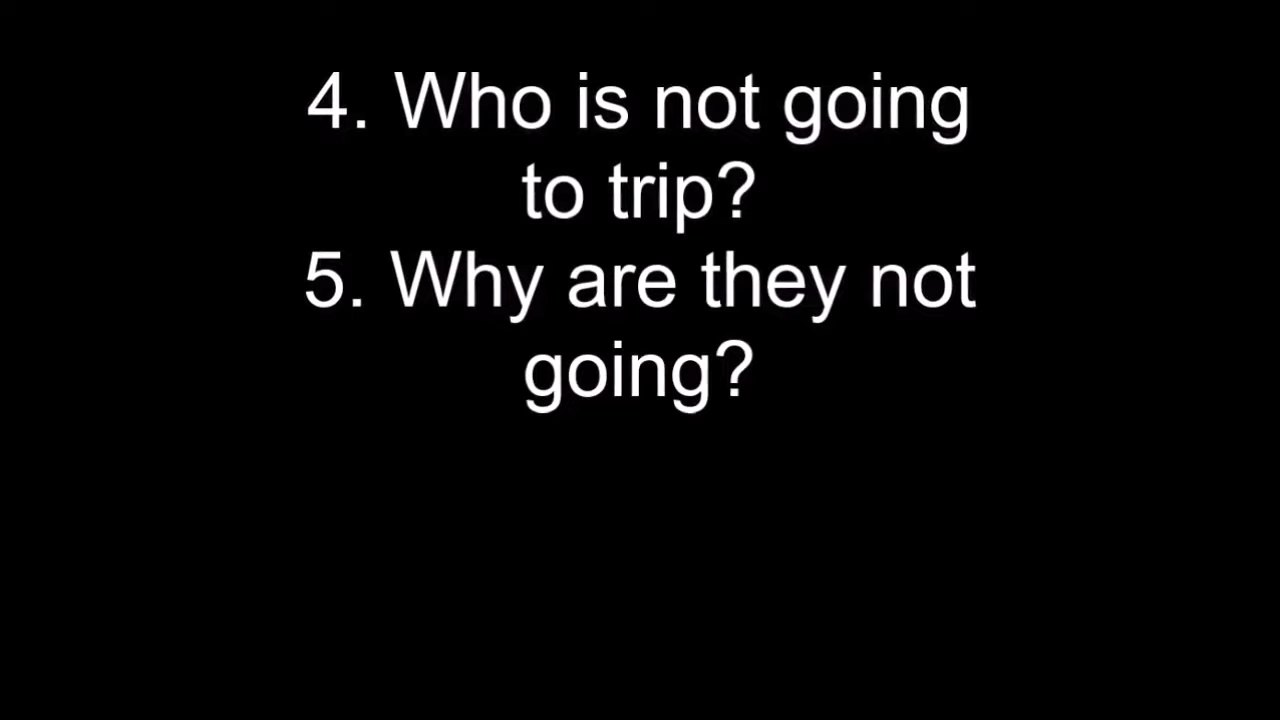 4. Who is not going
to trip?
5. Why are they not
going?